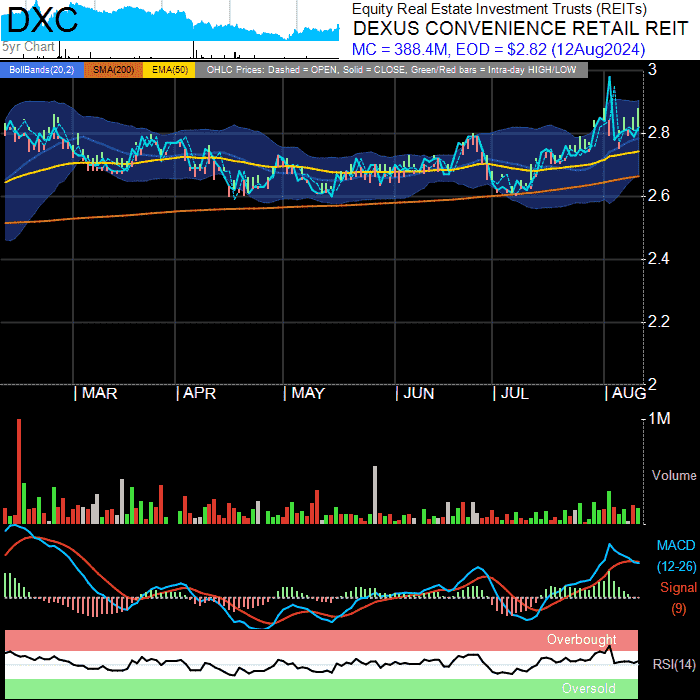 DXC
5yr Chart
Equity Real Estate Investment Trusts (REITs)
DEXUS CONVENIENCE RETAIL REIT
MC = 388.4M, EOD = $2.82 (12Aug2024)
BollBands(20,2) SMA(200) EMA(50) OHLC Prices: Dashed = OPEN, Solid = CLOSE, Green/Red bars = Intra-day HIGH/LOW
3
2.8
2.6
2.4
2.2
2
MAR APR MAY JUN JUL AUG
1M
Volume
MACD
(12-26)
Signal
(9)
Overbought
RSI(14)
Oversold